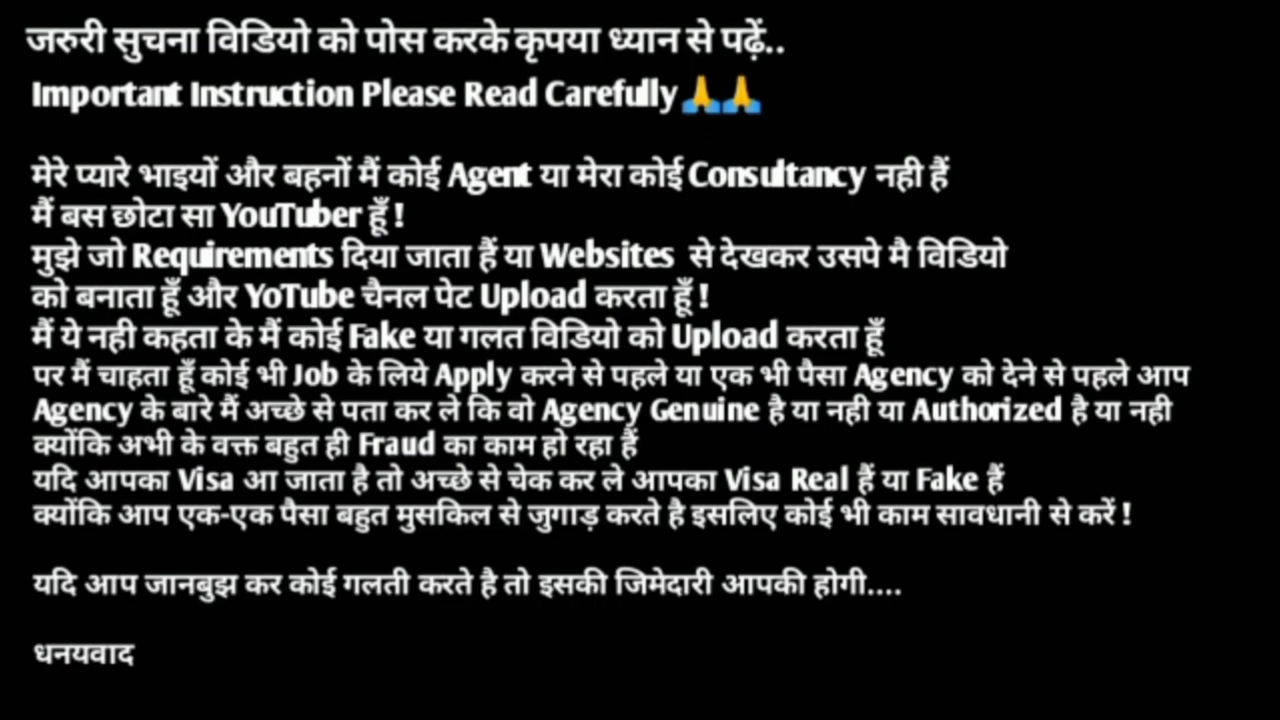 जरुरी सुचना विडियो को पोस करके कृपया ध्यान से पढ़ें..
Important Instruction Please Read Carefully🙏🙏
मेरे प्यारे भाइयों और बहनों मैं कोई Agent या मेरा कोई Consultancy नही हैं
मैं बस छोटा सा YouTuber हूँ !
मुझे जो Requirements दिया जाता हैं या Websites से देखकर उसपे मै विडियो
को बनाता हूँ और YoTube चैनल पेट Upload करता हूँ !
मैं ये नही कहता के मैं कोई Fake या गलत विडियो को Upload करता हूँ
पर मैं चाहता हूँ कोई भी Job के लिये Apply करने से पहले या एक भी पैसा Agency को देने से पहले आप
Agency के बारे मैं अच्छे से पता कर ले कि वो Agency Genuine है या नही या Authorized है या नही
क्योंकि अभी के वक्त बहुत ही Fraud का काम हो रहा हैं
यदि आपका Visa आ जाता है तो अच्छे से चेक कर ले आपका Visa Real हैं या Fake हैं
क्योंकि आप एक-एक पैसा बहुत मुसकिल से जुगाड़ करते है इसलिए कोई भी काम सावधानी से करें !
यदि आप जानबुझ कर कोई गलती करते है तो इसकी जिमेदारी आपकी होगी....
धनयवाद